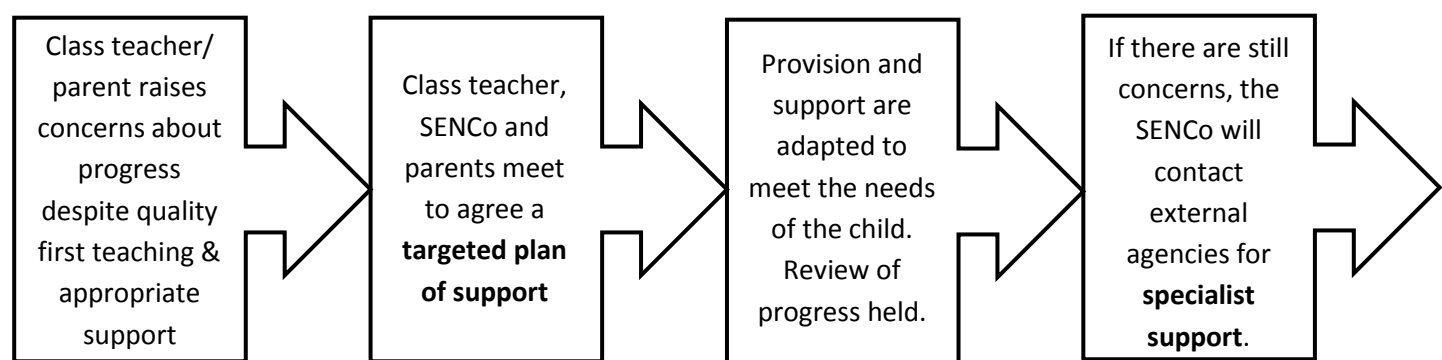 Class teacher/
parent raises
concerns about
progress
despite quality
first teaching &
appropriate
support
Class teacher,
SENCo and
parents meet
to agree a
targeted plan
of support
Provision and
support are
adapted to
meet the needs
of the child.
Review of
progress held.
If there are still
concerns, the
SENCo will
contact
external
agencies for
specialist
support.